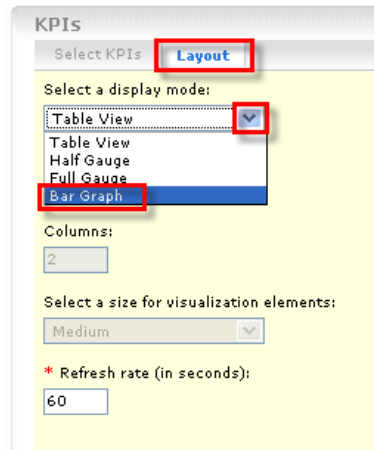 KPIs
Select KPIs Layout
Select a display mode:
Table View
Table View
Half Gauge
Full Gauge
Bar Graph
Columns:
2
Select a size for visualization elements:
Medium
* Refresh rate (in seconds):
60